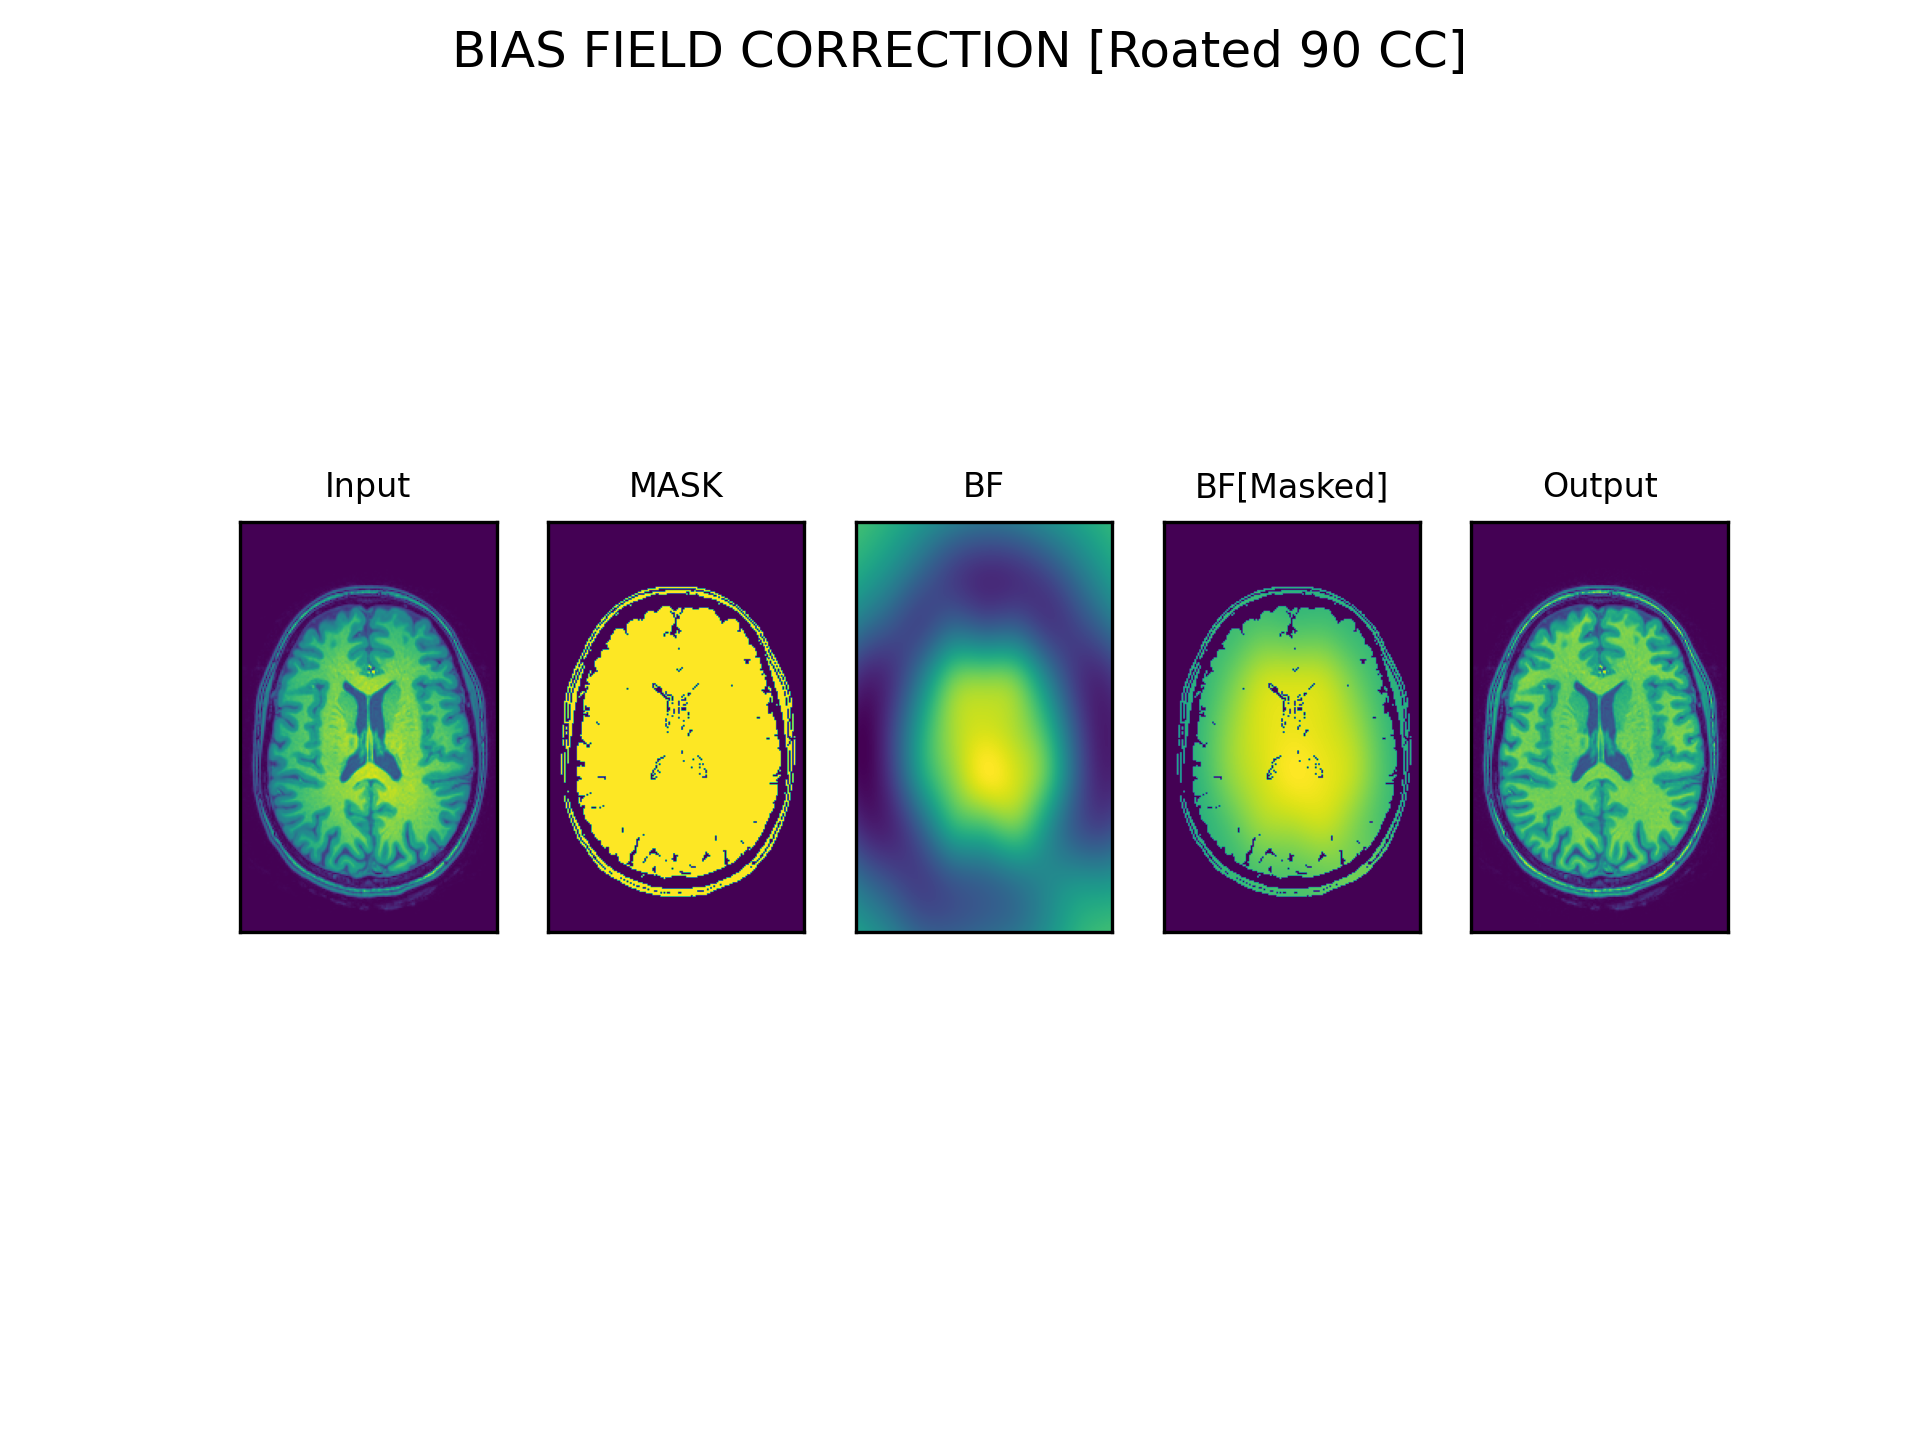 BIAS FIELD CORRECTION [Roated 90 CC]
Input
MASK
BF
BF[Masked]
Output